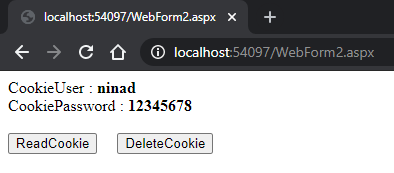 localhost:54097/WebForm2.aspx
localhost:54097/WebForm2.aspx
CookieUser : ninad
CookiePassword : 12345678
ReadCookie DeleteCookie